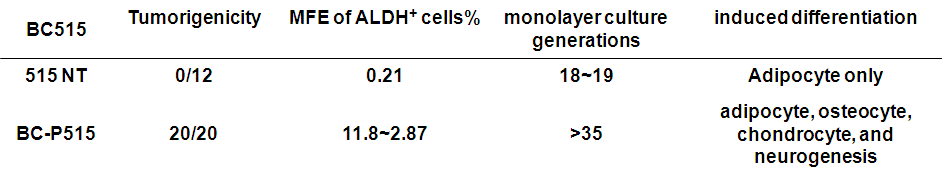 BC515 Tumorigenicity MFE of ALDH⁺ cells% monolayer culture generations induced differentiation
515 NT 0/12 0.21 18~19 Adipocyte only
BC-P515 20/20 11.8~2.87 >35 adipocyte, osteocyte, chondrocyte, and neurogenesis